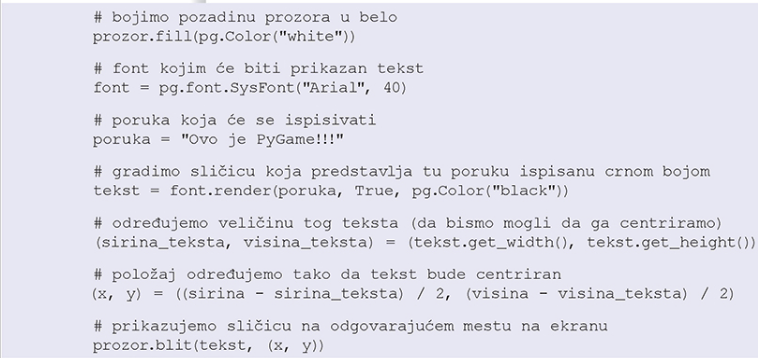 # bojimo pozadinu prozora u belo
prozor.fill(pg.Color("white"))
# font kojim će biti prikazan tekst
font = pg.font.SysFont("Arial", 40)
# poruka koja će se ispisivati
poruka = "Ovo je PyGame!!!"
# gradimo sličicu koja predstavlja tu poruku ispisanu crnom bojom
tekst = font.render(poruka, True, pg.Color("black"))
# određujemo veličinu tog teksta (da bismo mogli da ga centriramo)
(sirina_teksta, visina_teksta) = (tekst.get_width(), tekst.get_height())
# položaj određujemo tako da tekst bude centriran
(x, y) = ((sirina - sirina_teksta) / 2, (visina - visina_teksta) / 2)
# prikazujemo sličicu na odgovarajućem mestu na ekranu
prozor.blit(tekst, (x, y))